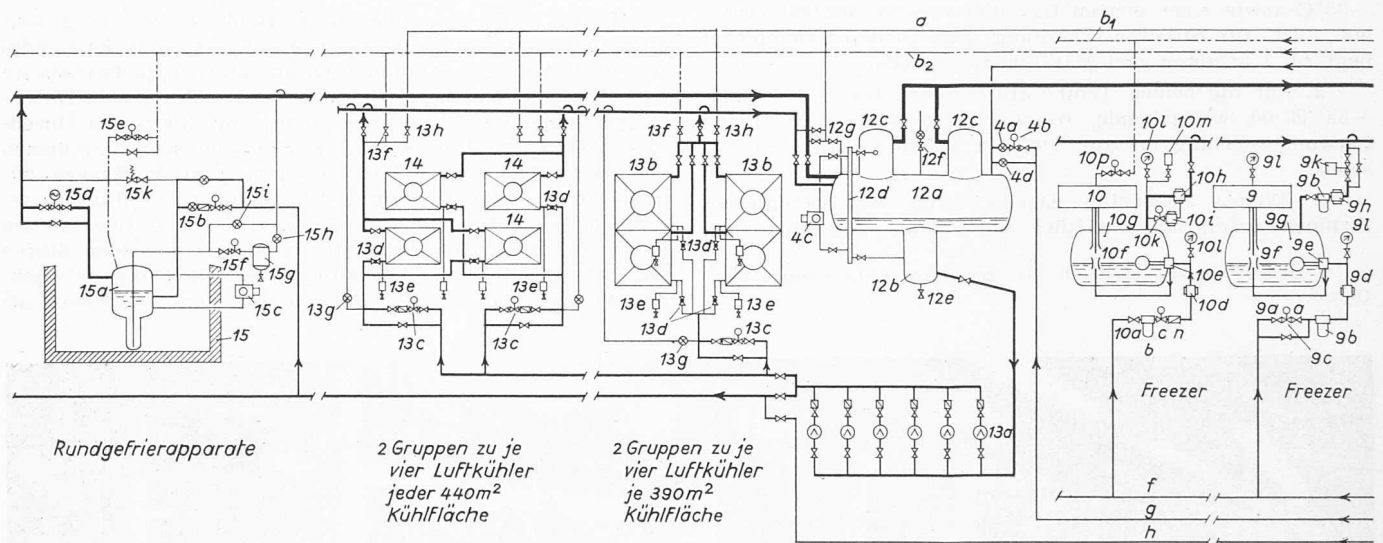 a
b1
b2
15e
15k
15d
15b
15i
15h
15f
15g
15a
15c
15
13f
13h
14
14
13d
14
13d
13e
13e
13g
13c
13c
13f
13h
13b
13b
13d
13e
13e
13d
13g
13c
12g
12c
12c
12f
12d
12a
4a
4b
4d
4c
12b
12e
13a
10l
10m
10p
10h
10
10g
10i
10k
10f
10l
10e
10d
10a
c
n
b
9l
9k
9b
9h
9
9g
9l
9e
9f
9d
9a
a
9b
9c
Freezer
Freezer
Rundgefrierapparate
2 Gruppen zu je
vier Luftkühler
jeder 440m²
Kühlfläche
2 Gruppen zu je
vier Luftkühler
je 390m²
Kühlfläche
f
g
h